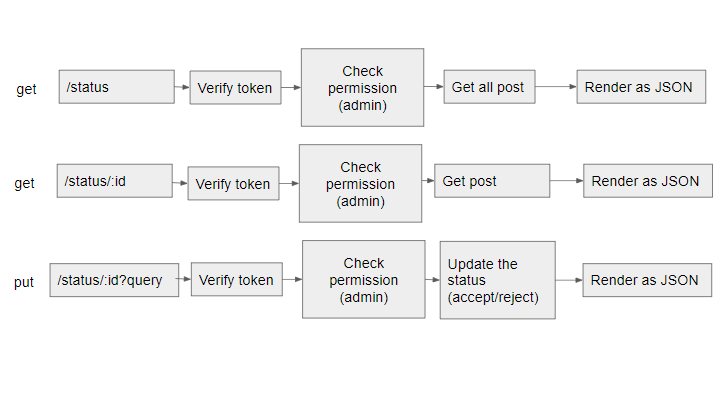 get
/status
Verify token
Check
permission
(admin)
Get all post
Render as JSON
get
/status/:id
Verify token
Check
permission
(admin)
Get post
Render as JSON
put
/status/:id?query
Verify token
Check
permission
(admin)
Update the
status
(accept/reject)
Render as JSON